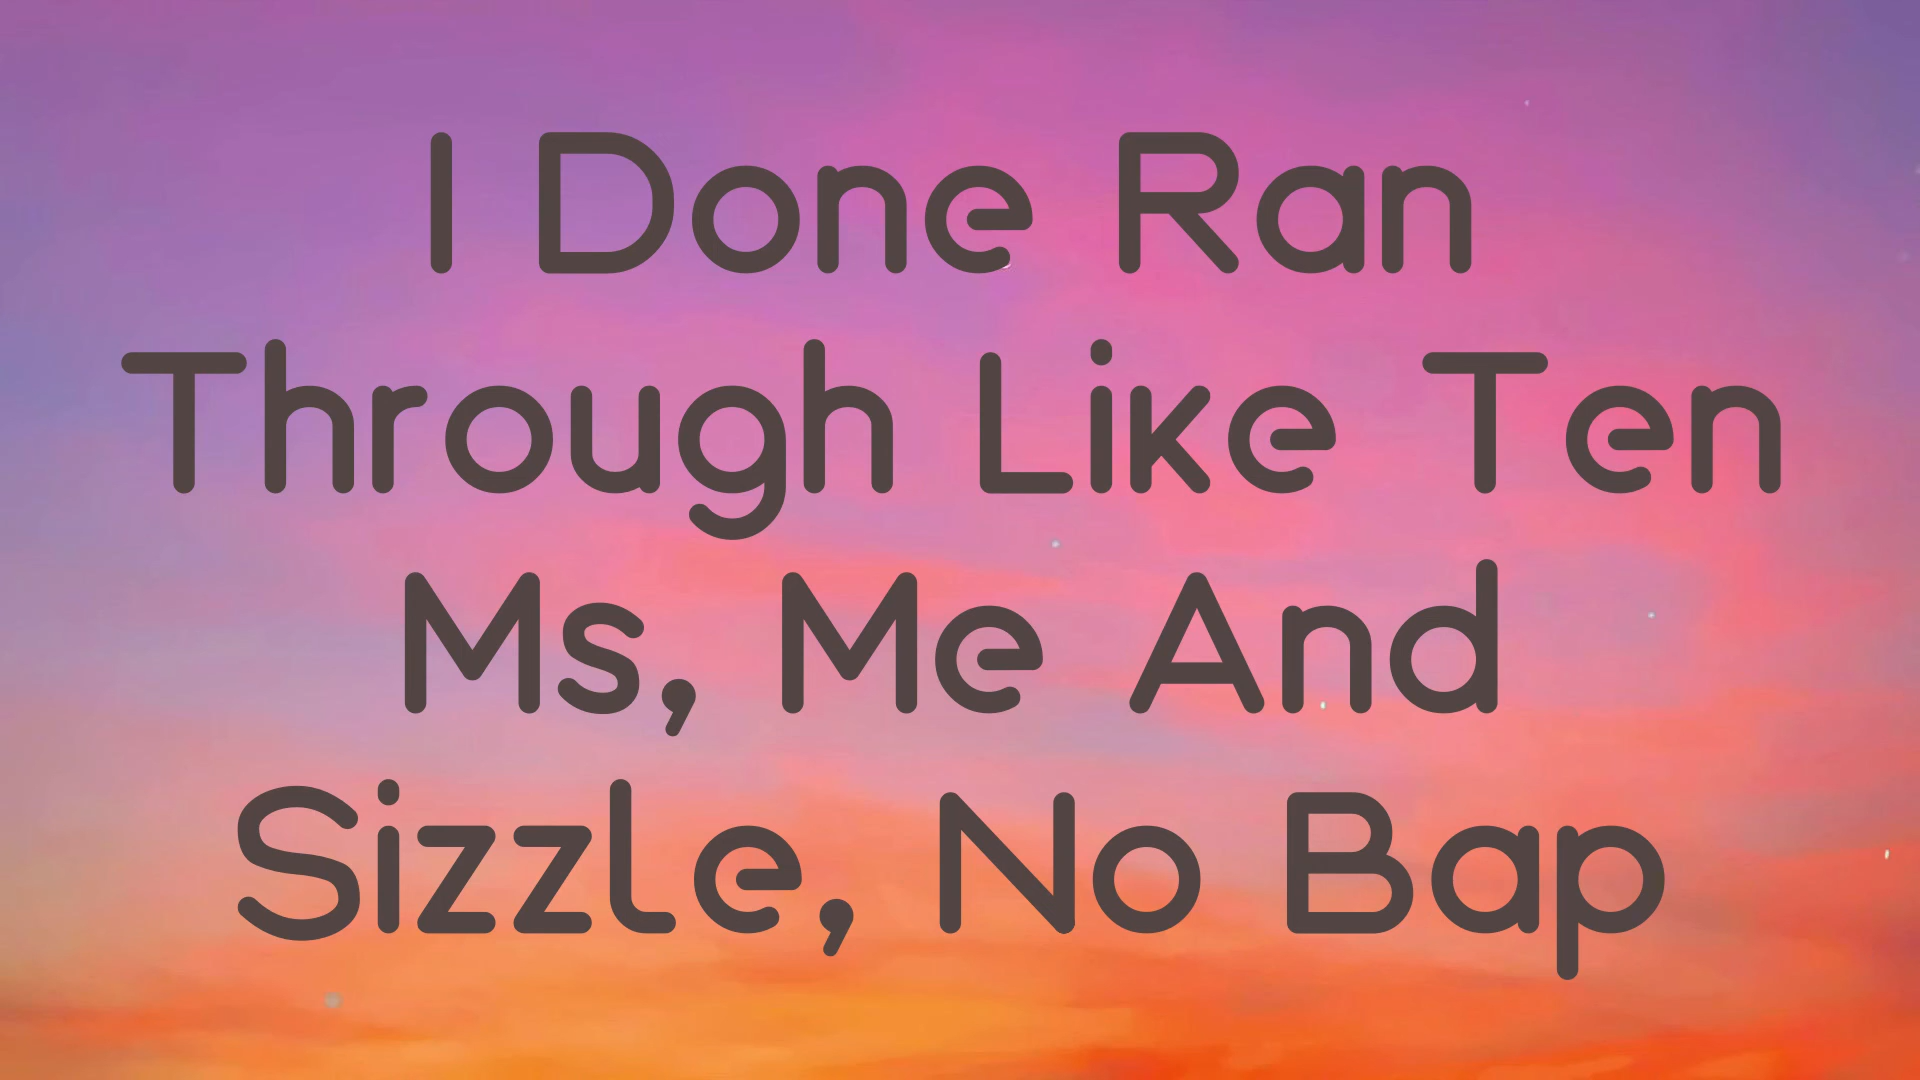 I Done Ran
Through Like Ten
Ms, Me And
Sizzle, No Bap